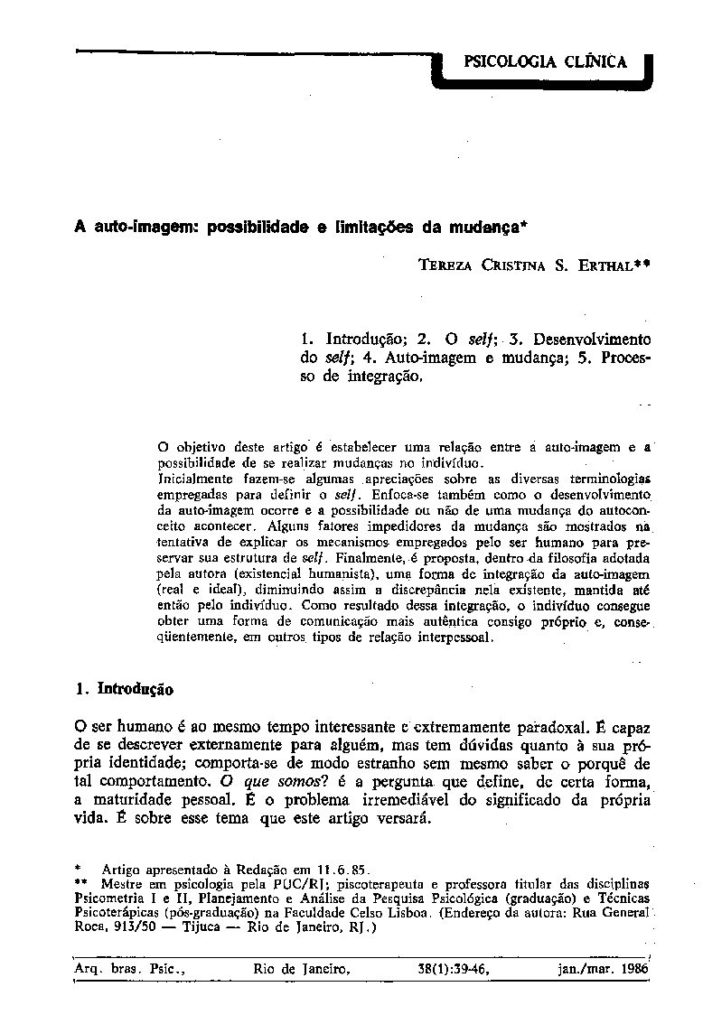 PSICOLOGIA CLÍNICA
A auto-imagem: possibilidade e limitações da mudança*
TEREZA CRISTINA S. ERTHAL**
1. Introdução; 2. O self; 3. Desenvolvimento
do self; 4. Auto-imagem e mudança; 5. Proces-
so de integração.
O objetivo deste artigo é estabelecer uma relação entre a auto-imagem e a
possibilidade de se realizar mudanças no indivíduo.
Inicialmente fazem-se algumas apreciações sobre as diversas terminologias
empregadas para definir o self. Enfoca-se também como o desenvolvimento
da auto-imagem ocorre e a possibilidade ou não de uma mudança do autocon-
ceito acontecer. Alguns fatores impedidores da mudança são mostrados na
tentativa de explicar os mecanismos empregados pelo ser humano para pre-
servar sua estrutura de self. Finalmente, é proposta, dentro da filosofia adotada
pela autora (existencial humanista), uma forma de integração da auto-imagem
(real e ideal), diminuindo assim a discrepância nela existente, mantida até
então pelo indivíduo. Como resultado dessa integração, o indivíduo consegue
obter uma forma de comunicação mais autêntica consigo próprio e, conse-
qüentemente, em outros tipos de relação interpessoal.
1. Introdução
O ser humano é ao mesmo tempo interessante e extremamente paradoxal. É capaz
de se descrever externamente para alguém, mas tem dúvidas quanto à sua pró-
pria identidade; comporta-se de modo estranho sem mesmo saber o porquê de
tal comportamento. O que somos? é a pergunta que define, de certa forma,
a maturidade pessoal. É o problema irremediável do significado da própria
vida. É sobre esse tema que este artigo versará.
* Artigo apresentado à Redação em 11.6.85.
** Mestre em psicologia pela PUC/RJ; piscoterapeuta e professora titular das disciplinas
Psicometria I e II, Planejamento e Análise da Pesquisa Psicológica (graduação) e Técnicas
Psicoterápicas (pós-graduação) na Faculdade Celso Lisboa. (Endereço da autora: Rua General
Roca, 913/50 — Tijuca — Rio de Janeiro, RJ.)
Arq. bras. Psic., Rio de Janeiro, 38(1):39-46, jan./mar. 1986